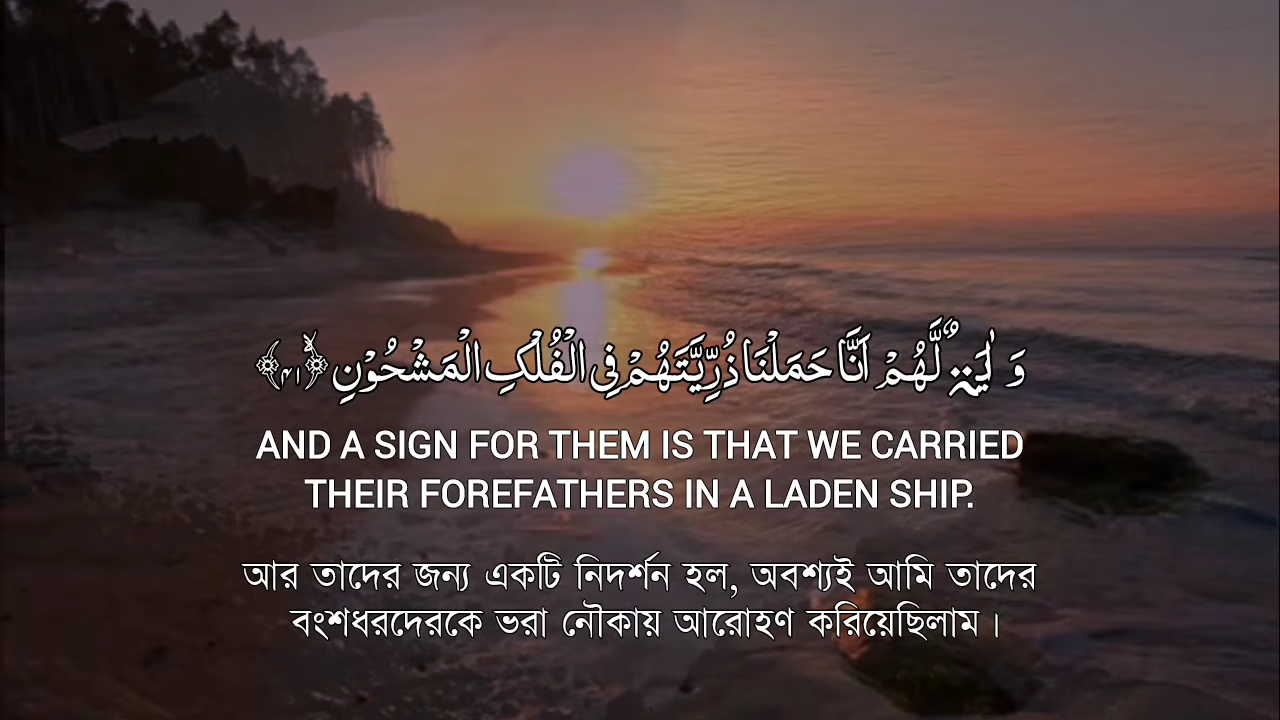 وَ اٰیَۃٌ لَّهُمْ اَنَّا حَمَلْنَا ذُرِّیَّتَهُمْ فِی الْفُلْكِ الْمَشْحُوْنِ ﴿ۙ۴۱﴾
AND A SIGN FOR THEM IS THAT WE CARRIED
THEIR FOREFATHERS IN A LADEN SHIP.
আর তাদের জন্য একটি নিদর্শন হল, অবশ্যই আমি তাদের
বংশধরদেরকে ভরা নৌকায় আরোহণ করিয়েছিলাম।